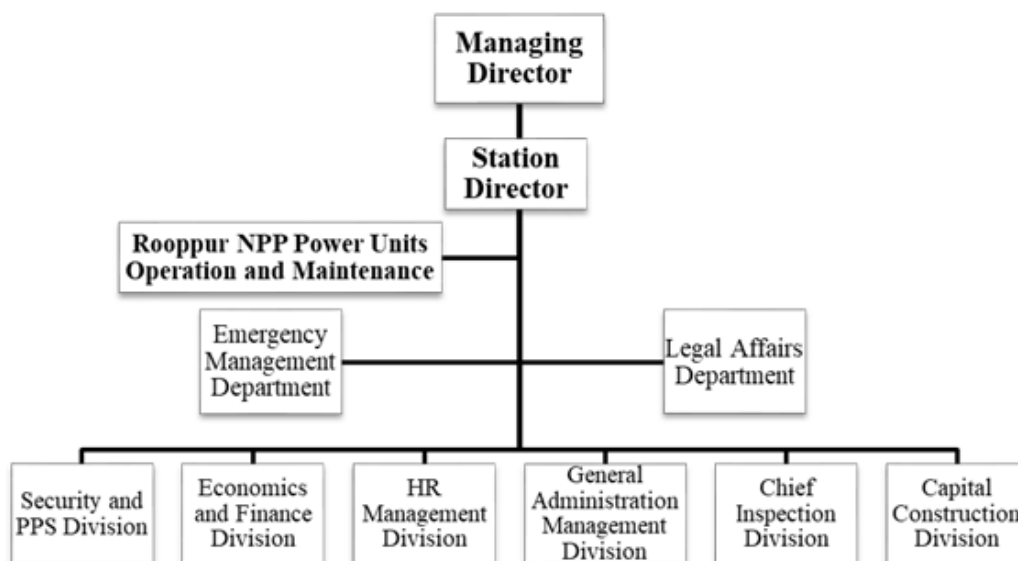 Managing
Director
Station
Director
Rooppur NPP Power Units
Operation and Maintenance
Emergency
Management
Department
Legal Affairs
Department
Security and
PPS Division
Economics
and Finance
Division
HR
Management
Division
General
Administration
Management
Division
Chief
Inspection
Division
Capital
Construction
Division